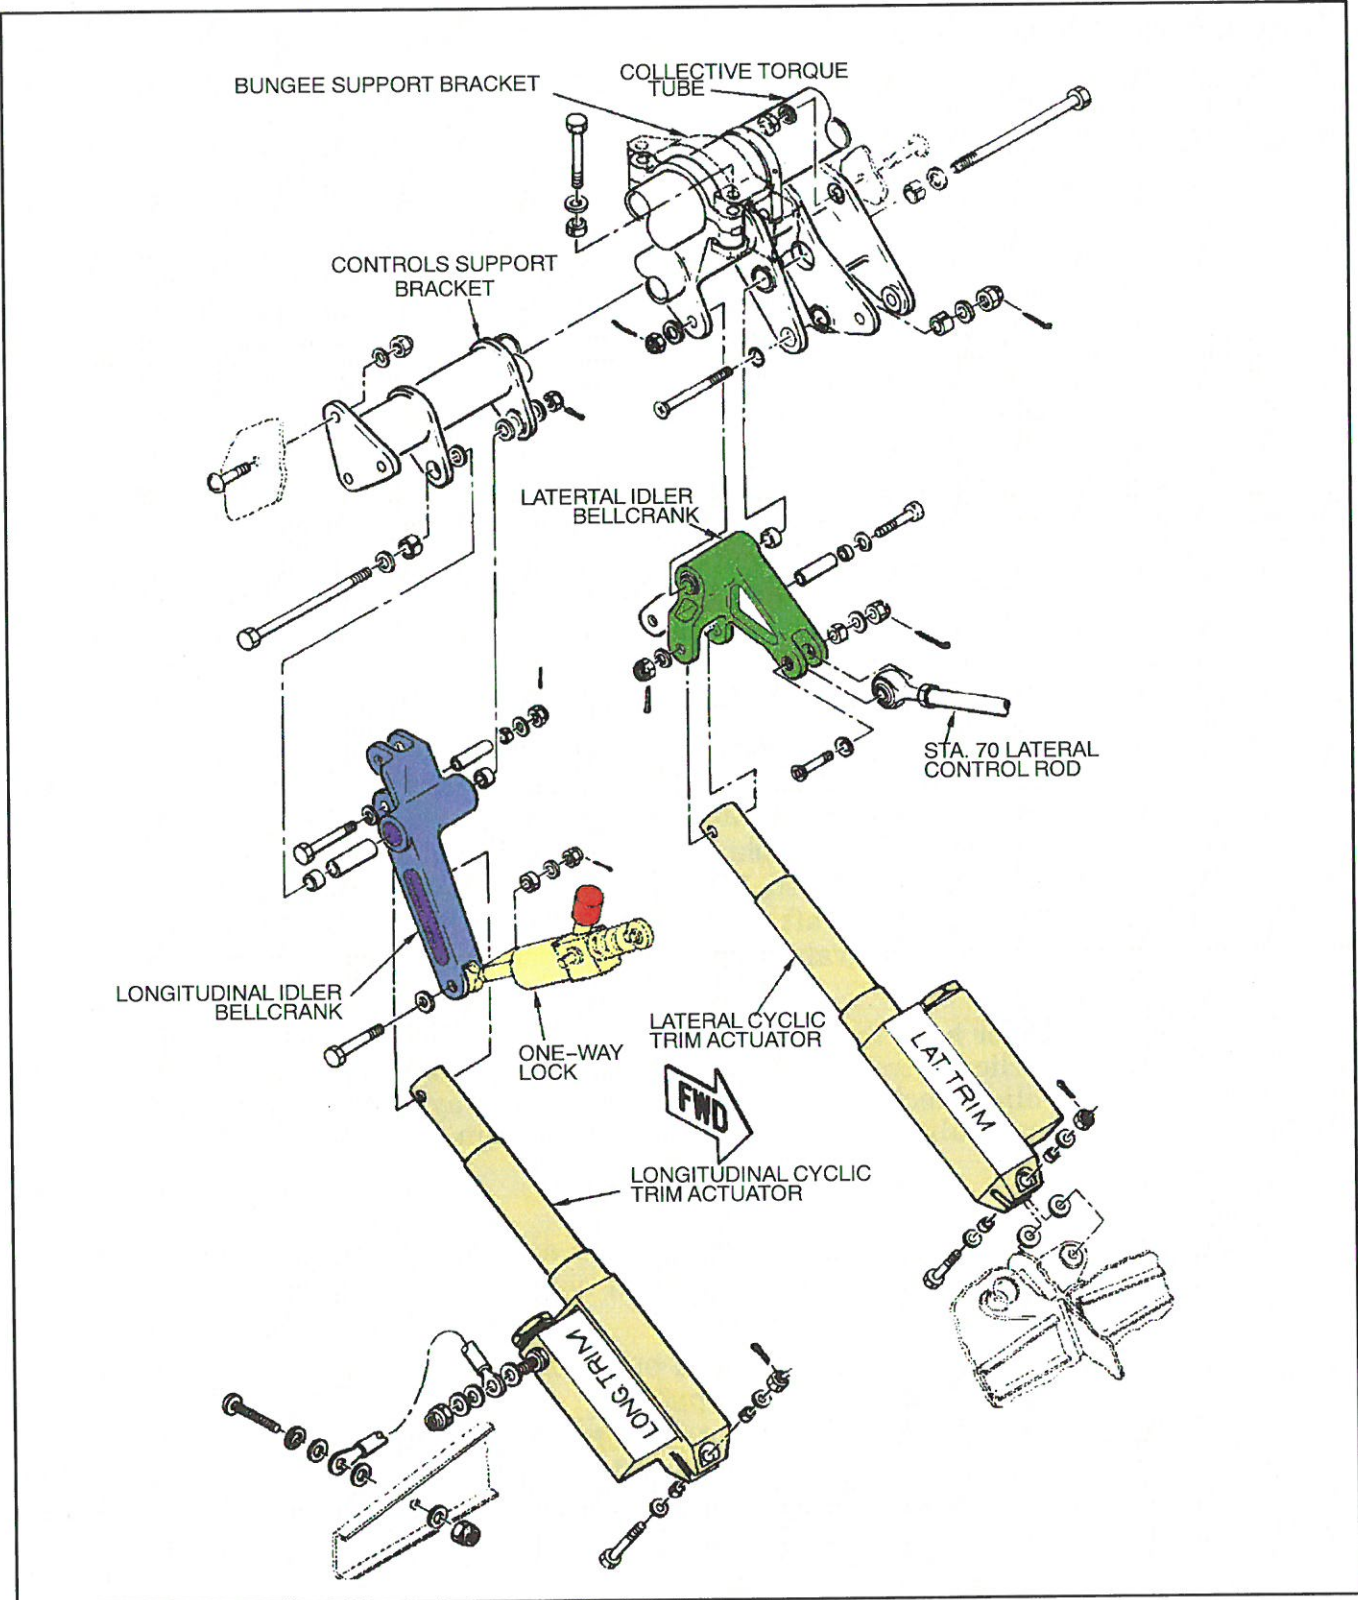 BUNGEE SUPPORT BRACKET
COLLECTIVE TORQUE
TUBE
CONTROLS SUPPORT
BRACKET
LATERTAL IDLER
BELLCRANK
STA. 70 LATERAL
CONTROL ROD
LONGITUDINAL IDLER
BELLCRANK
ONE-WAY
LOCK
LATERAL CYCLIC
TRIM ACTUATOR
LAT. TRIM
FWD
LONGITUDINAL CYCLIC
TRIM ACTUATOR
LONG. TRIM